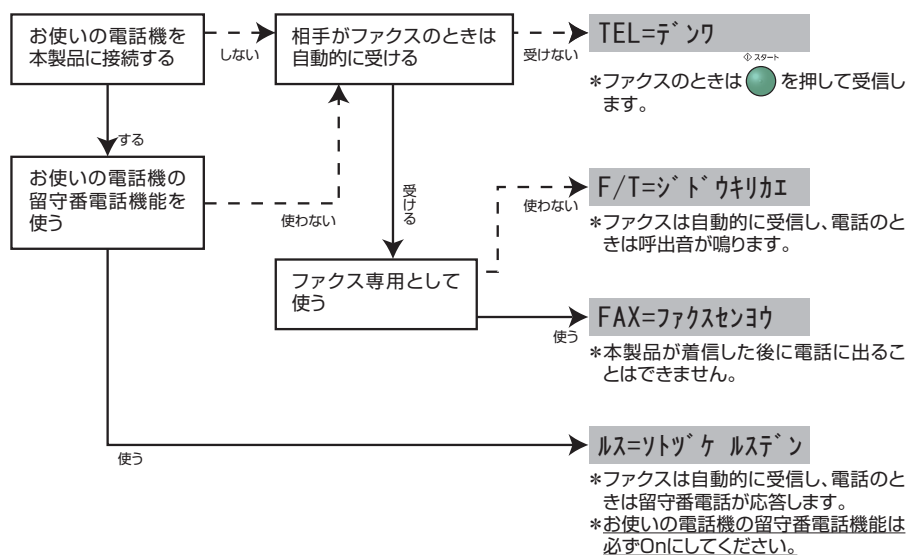 お使いの電話機を
本製品に接続する
しない
相手がファクスのときは
自動的に受ける
受けない
TEL=デンワ
*ファクスのときは スタート を押して受信し
ます。
する
お使いの電話機の
留守番電話機能を
使う
使わない
受ける
使わない
F/T=ジドウキリカエ
*ファクスは自動的に受信し、電話のと
きは呼出音が鳴ります。
ファクス専用として
使う
使う
FAX=ファクスセンヨウ
*本製品が着信した後に電話に出るこ
とはできません。
使う
ルス=ソトヅケ ルスデン
*ファクスは自動的に受信し、電話のと
きは留守番電話が応答します。
*お使いの電話機の留守番電話機能は
必ずOnにしてください。